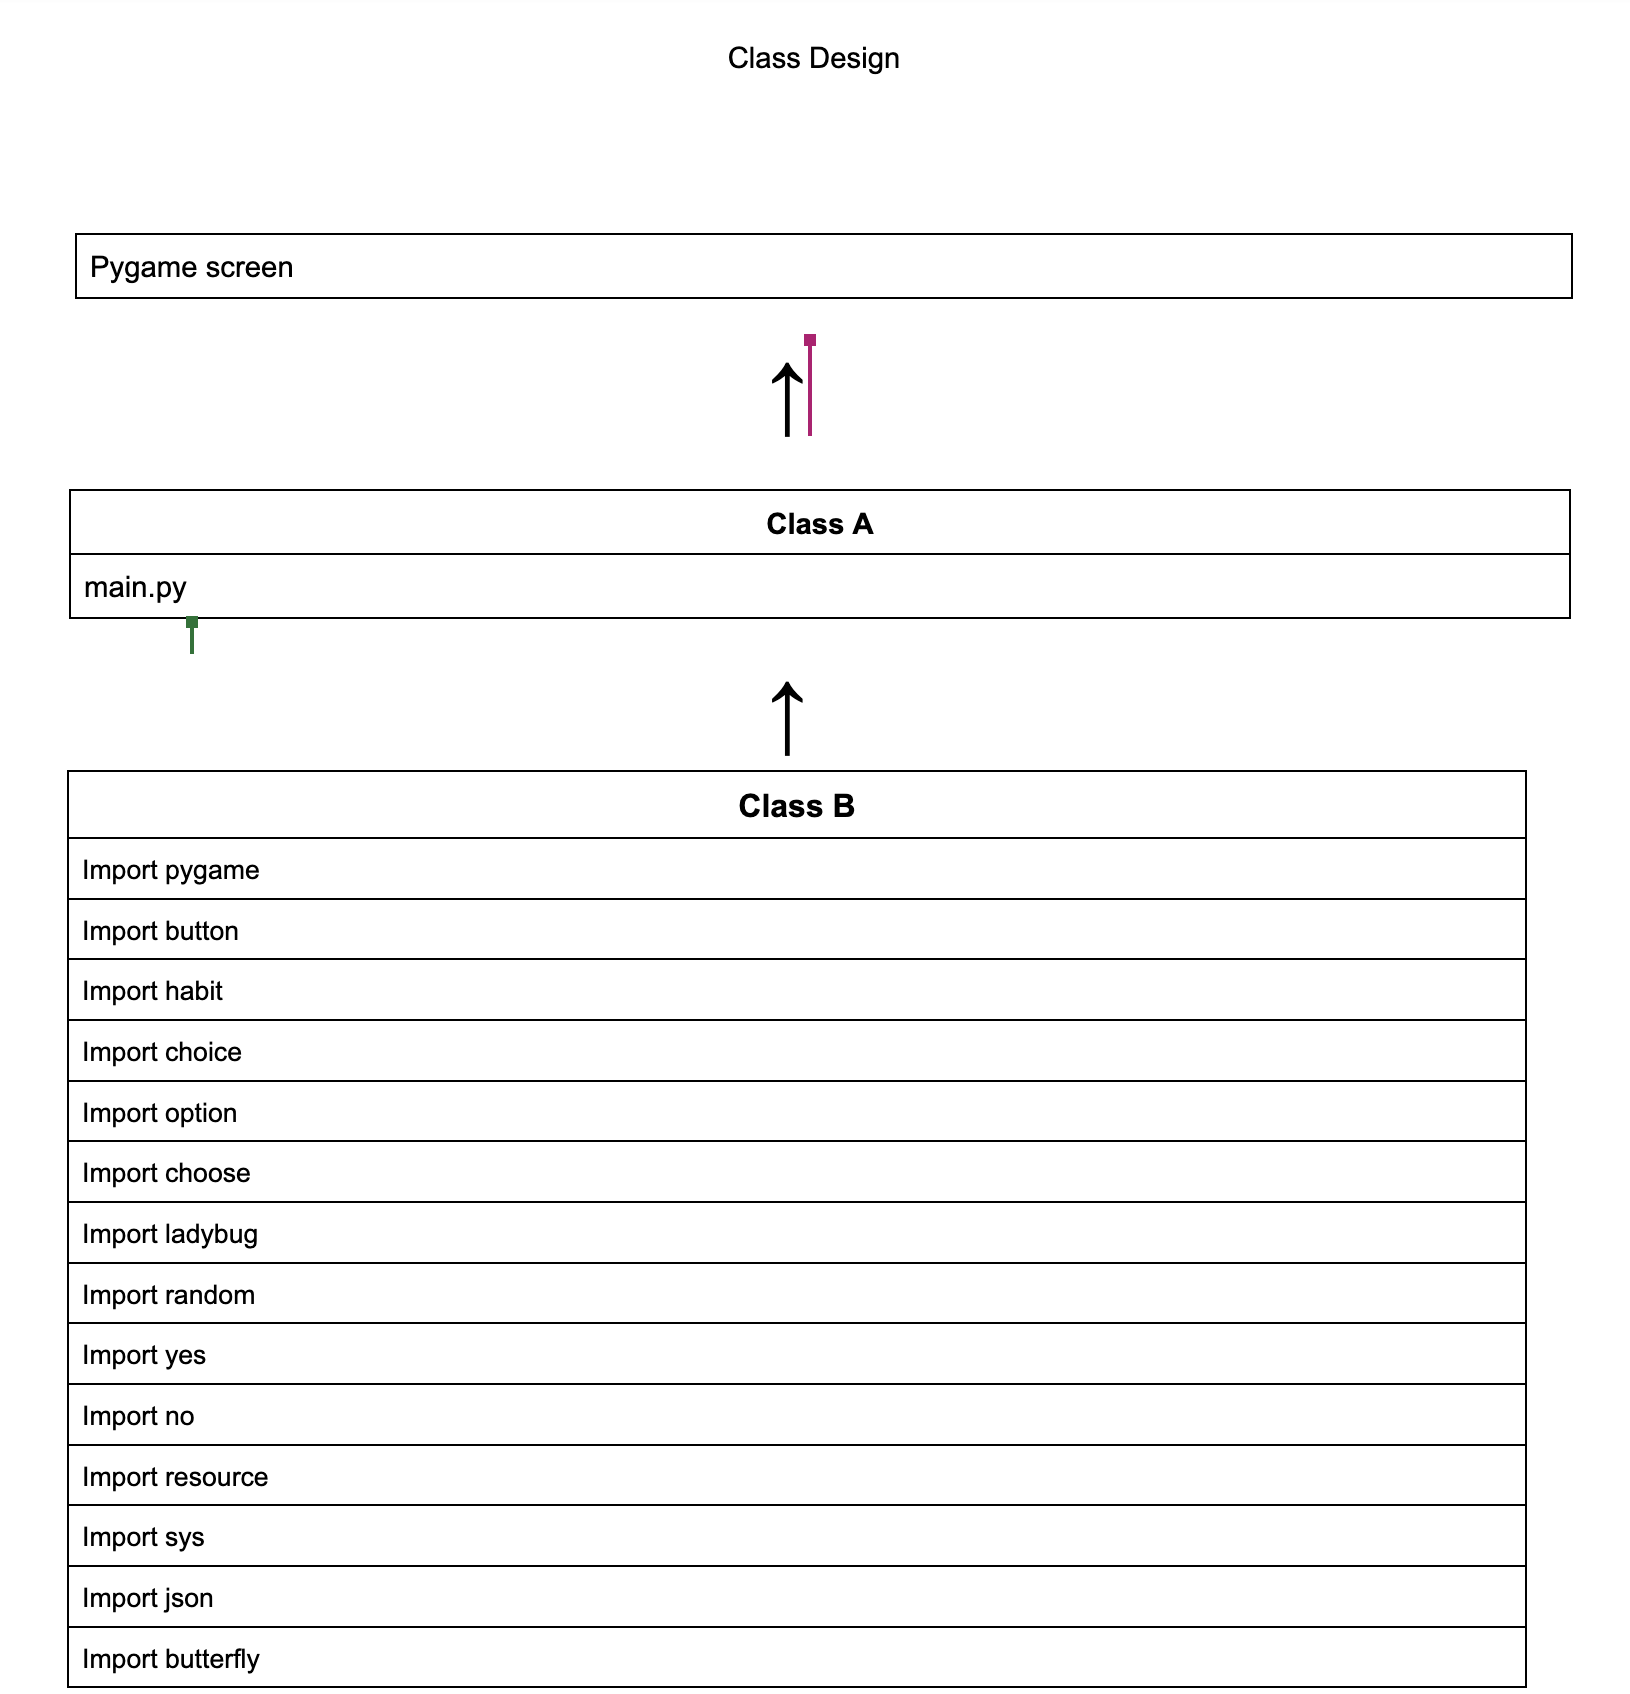 Class Design
Pygame screen
Class A
main.py
Class B
Import pygame
Import button
Import habit
Import choice
Import option
Import choose
Import ladybug
Import random
Import yes
Import no
Import resource
Import sys
Import json
Import butterfly